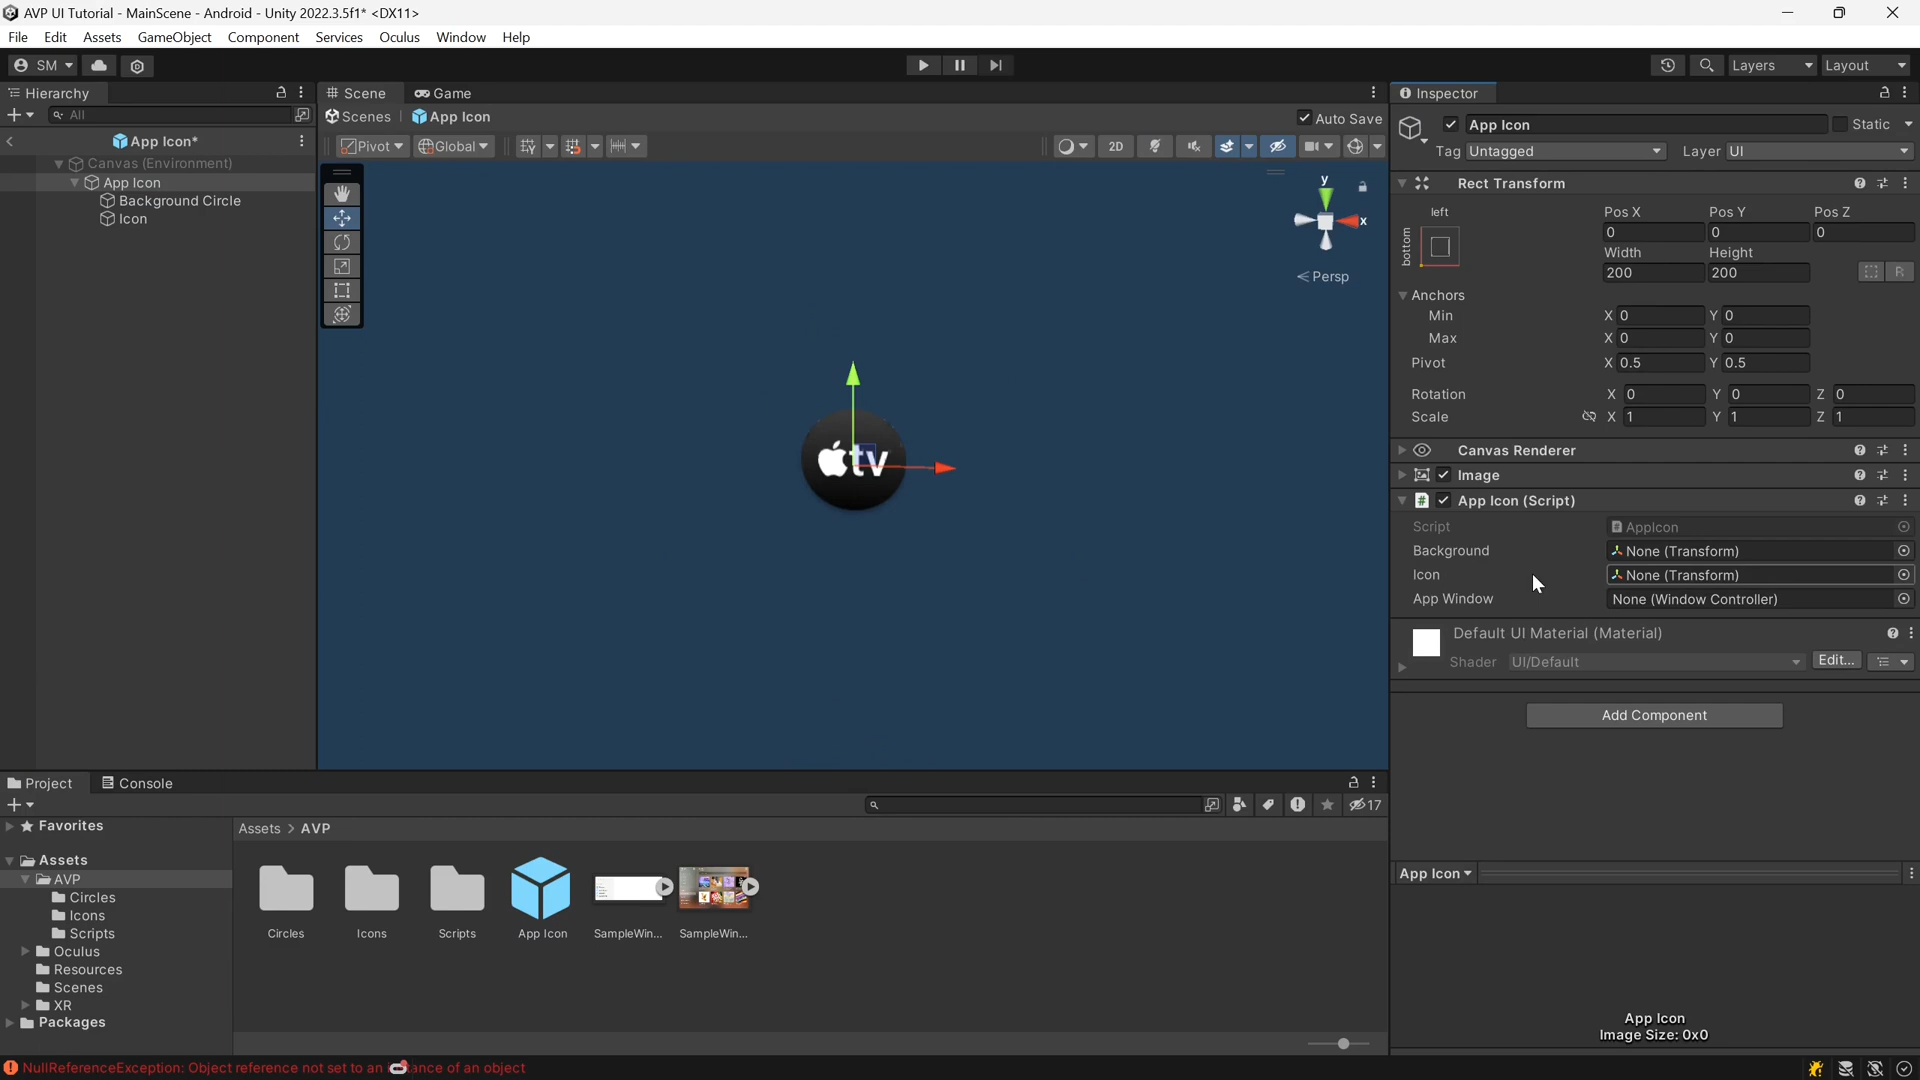 AVP UI Tutorial - MainScene - Android - Unity 2022.3.5f1* <DX11>
File Edit Assets GameObject Component Services Oculus Window Help
SM Layers Layout
Hierarchy Scene Game Inspector
All Scenes App Icon Auto Save App Icon Static
App Icon* Pivot Global 2D Tag Untagged Layer UI
Canvas (Environment)
App Icon
Background Circle
Icon
y
x
Persp
tv
Rect Transform
left Pos X Pos Y Pos Z
bottom 0 0 0
Width Height
200 200 R
Anchors
Min X 0 Y 0
Max X 0 Y 0
Pivot X 0.5 Y 0.5
Rotation X 0 Y 0 Z 0
Scale X 1 Y 1 Z 1
Canvas Renderer
Image
# App Icon (Script)
Script AppIcon
Background None (Transform)
Icon None (Transform)
App Window None (Window Controller)
Default UI Material (Material)
Shader UI/Default Edit...
Add Component
App Icon
App Icon
Image Size: 0x0
Project Console
17
Favorites
Assets
AVP
Circles
Icons
Scripts
Oculus
Resources
Scenes
XR
Packages
Assets > AVP
Circles Icons Scripts App Icon SampleWin... SampleWin...
NullReferenceException: Object reference not set to an instance of an object